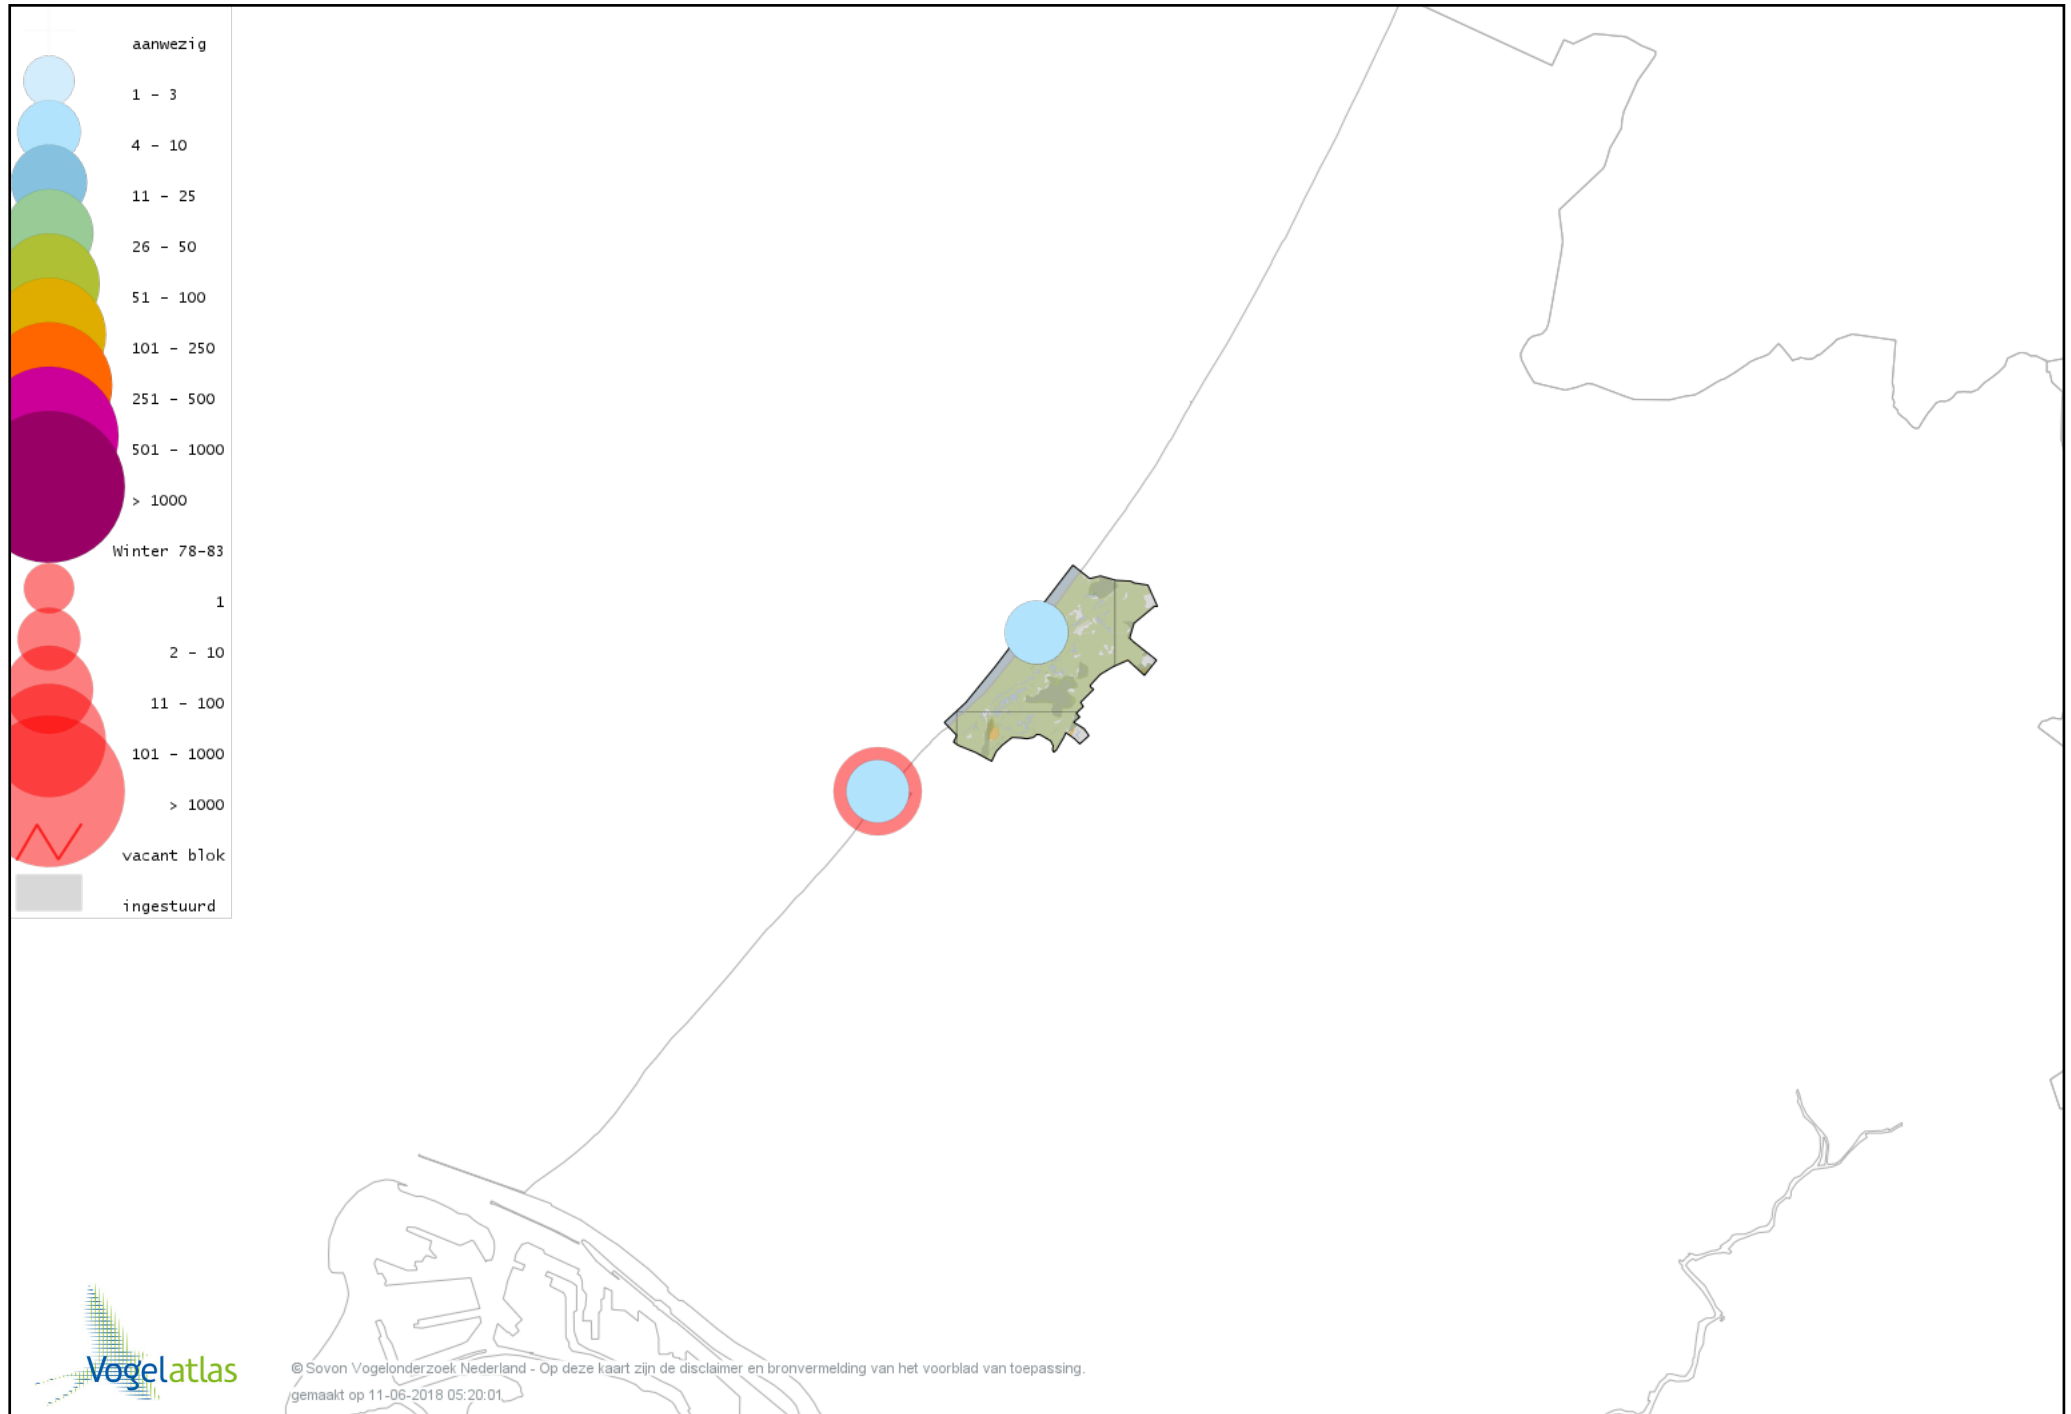 aanwezig
1 - 3
4 - 10
11 - 25
26 - 50
51 - 100
101 - 250
251 - 500
501 - 1000
> 1000
Winter 78-83
1
2 - 10
11 - 100
101 - 1000
> 1000
vacant blok
ingestuurd
Vogelatlas
© Sovon Vogelonderzoek Nederland - Op deze kaart zijn de disclaimer en bronvermelding van het voorblad van toepassing.
gemaakt op 11-06-2018 05:20:01